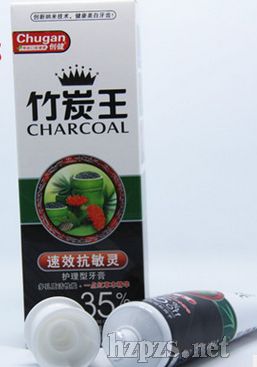 创新纳米技术，健康美白牙齿
Chugan
创健
竹炭王
CHARCOAL
速效抗敏灵
护理型牙膏
35%
hzpzs.net